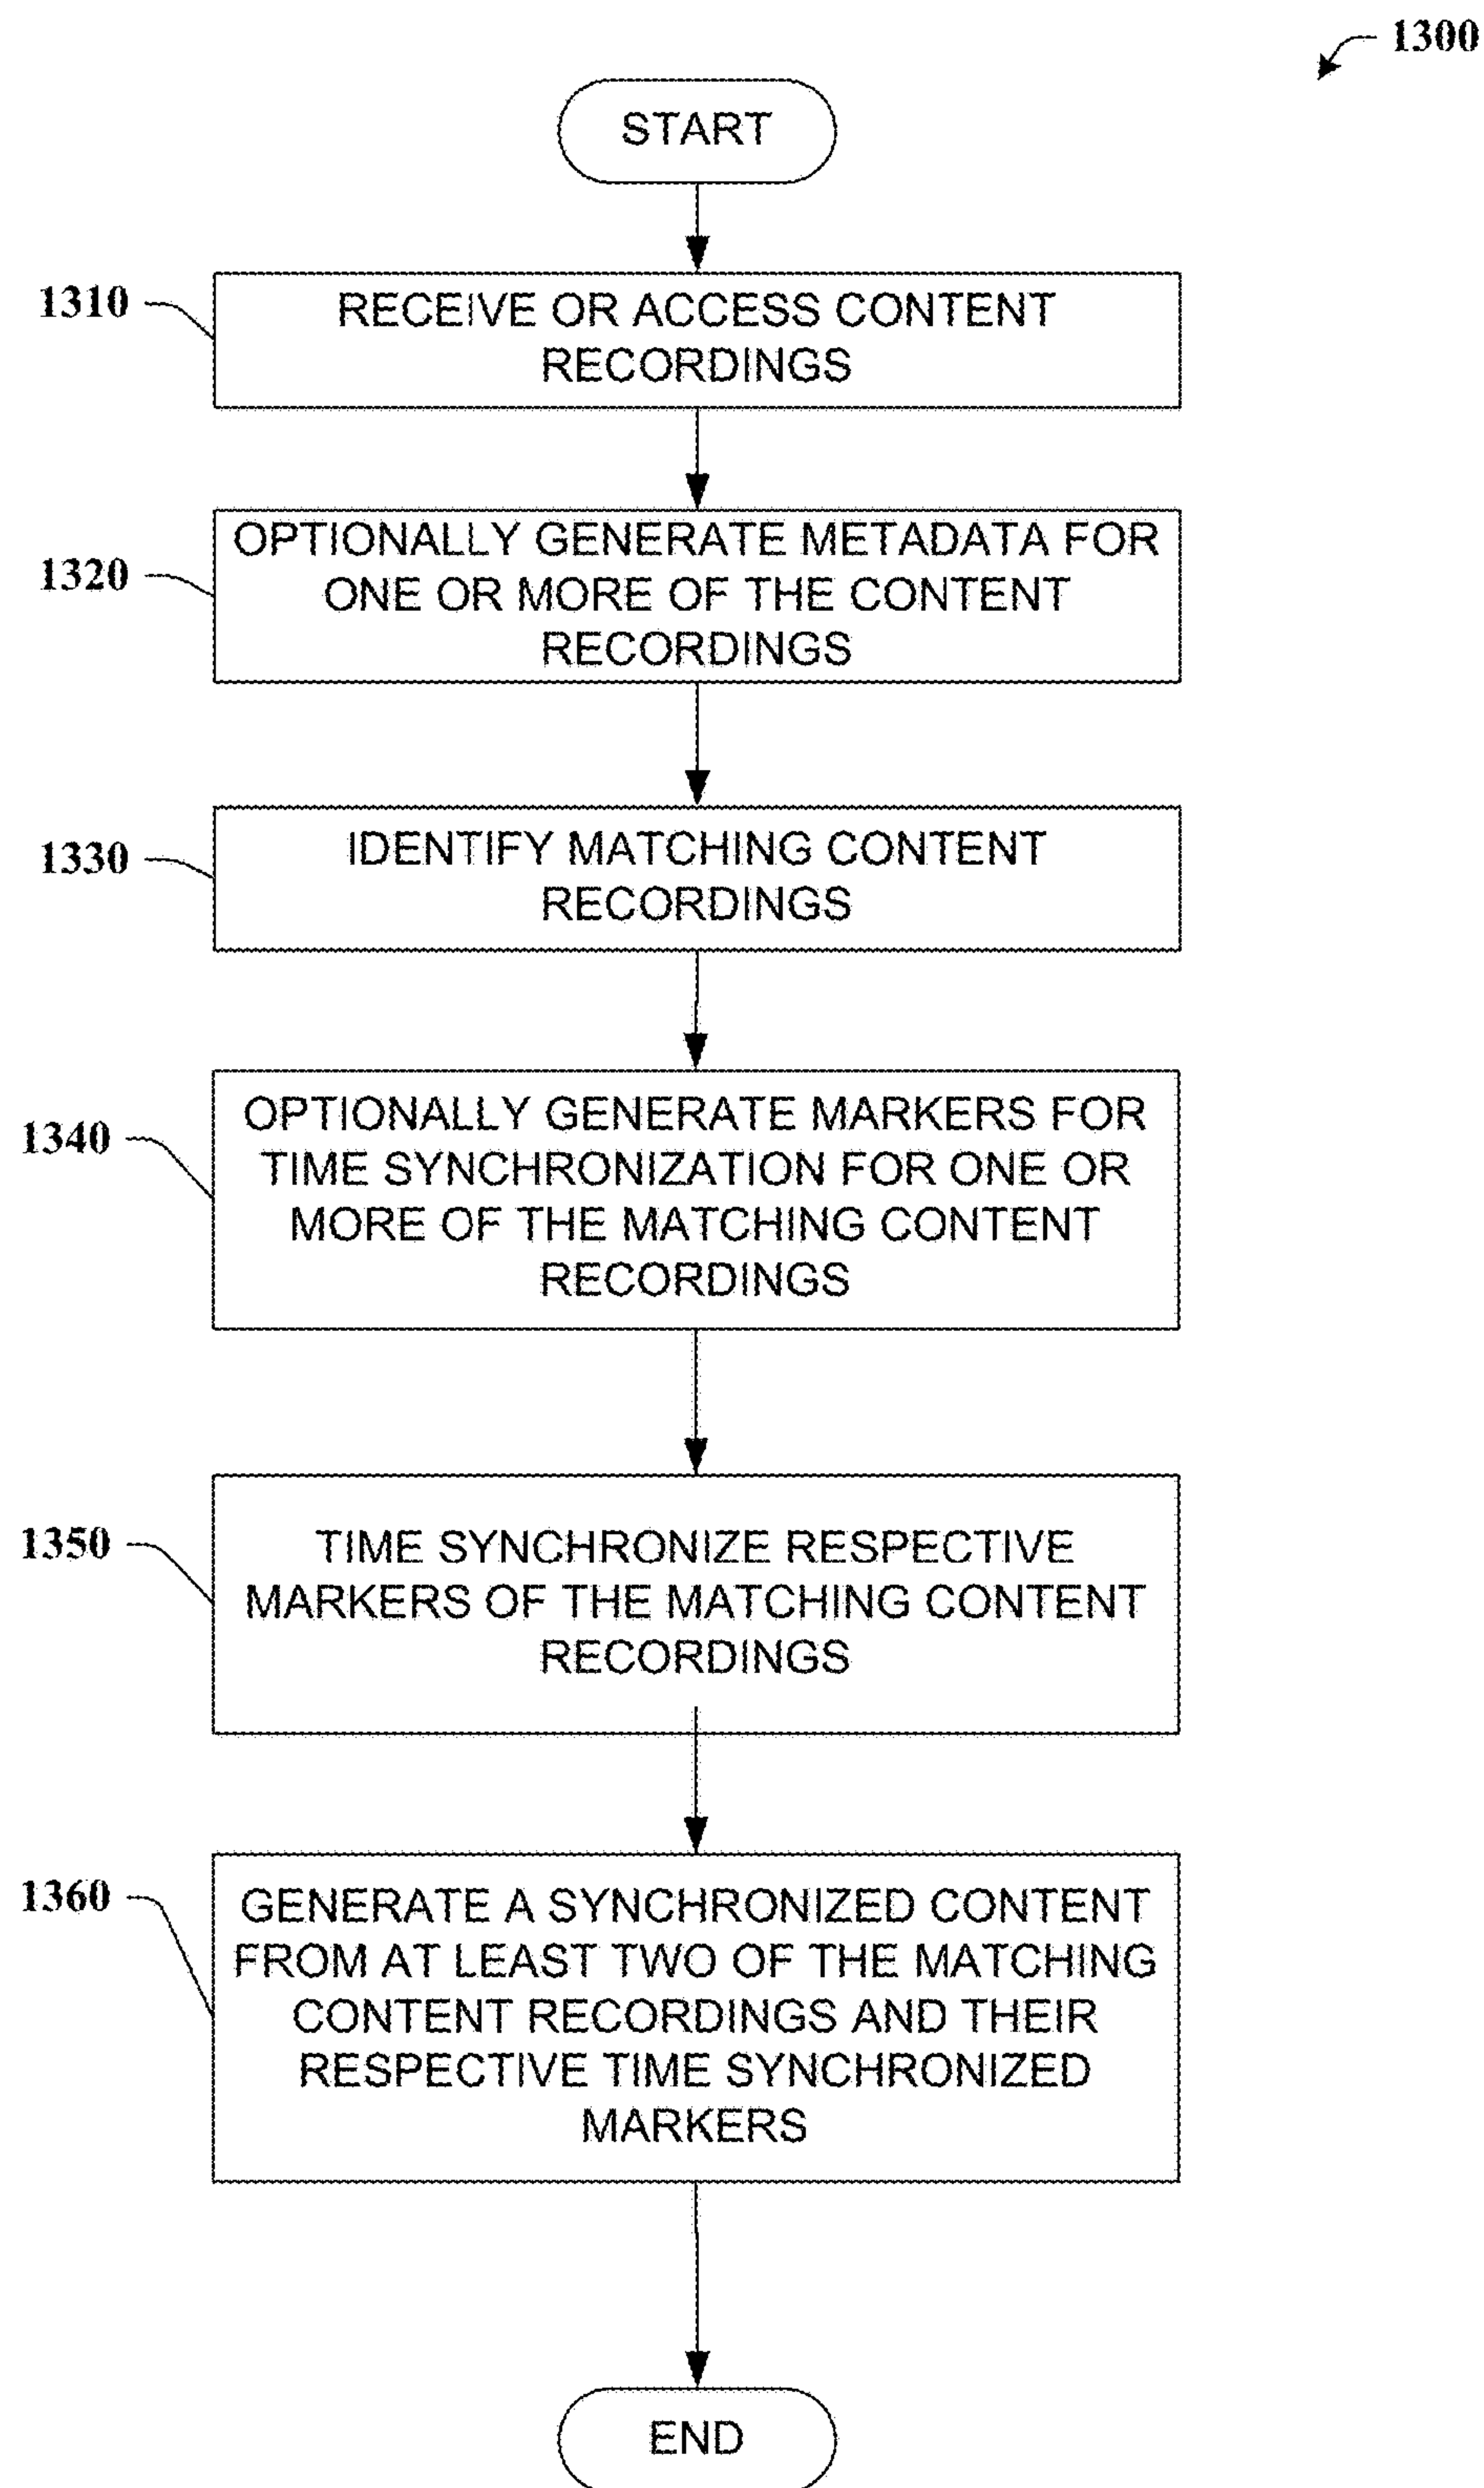 1300
START
1310
RECEIVE OR ACCESS CONTENT
RECORDINGS
1320
OPTIONALLY GENERATE METADATA FOR
ONE OR MORE OF THE CONTENT
RECORDINGS
1330
IDENTIFY MATCHING CONTENT
RECORDINGS
1340
OPTIONALLY GENERATE MARKERS FOR
TIME SYNCHRONIZATION FOR ONE OR
MORE OF THE MATCHING CONTENT
RECORDINGS
1350
TIME SYNCHRONIZE RESPECTIVE
MARKERS OF THE MATCHING CONTENT
RECORDINGS
1360
GENERATE A SYNCHRONIZED CONTENT
FROM AT LEAST TWO OF THE MATCHING
CONTENT RECORDINGS AND THEIR
RESPECTIVE TIME SYNCHRONIZED
MARKERS
END